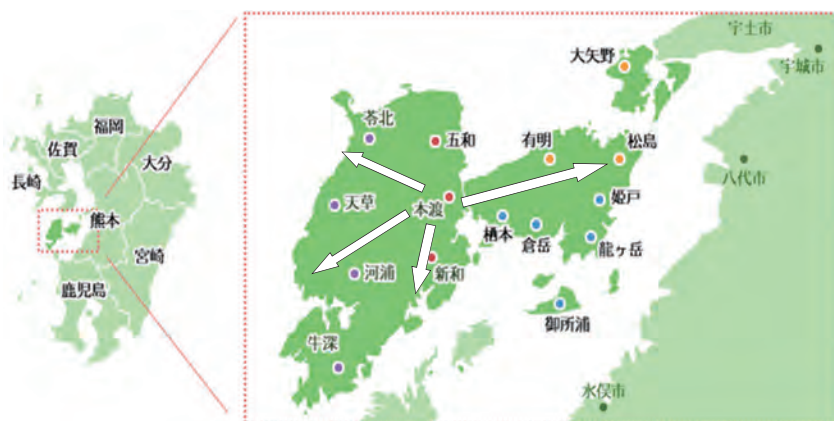 福岡
佐賀
大分
長崎
熊本
宮崎
鹿児島
宇土市
大矢野
宇城市
苓北
五和
有明
松島
八代市
天草
本渡
姫戸
栖本
倉岳
龍ヶ岳
河浦
新和
御所浦
牛深
水俣市